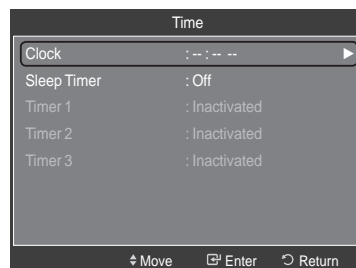 Time
Clock : -- : -- --
Sleep Timer : Off
Timer 1 : Inactivated
Timer 2 : Inactivated
Timer 3 : Inactivated
Move Enter Return